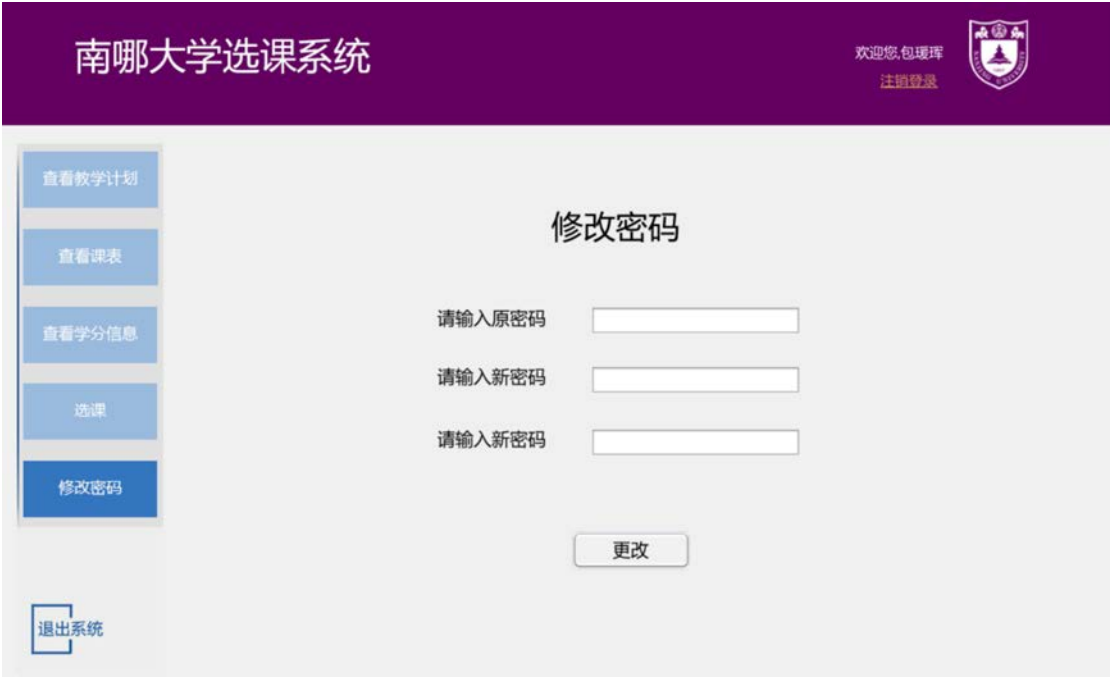 南哪大学选课系统
欢迎您,包瑗珲
注销登录
查看教学计划
查看课表
查看学分信息
选课
修改密码
退出系统
修改密码
请输入原密码
请输入新密码
请输入新密码
更改